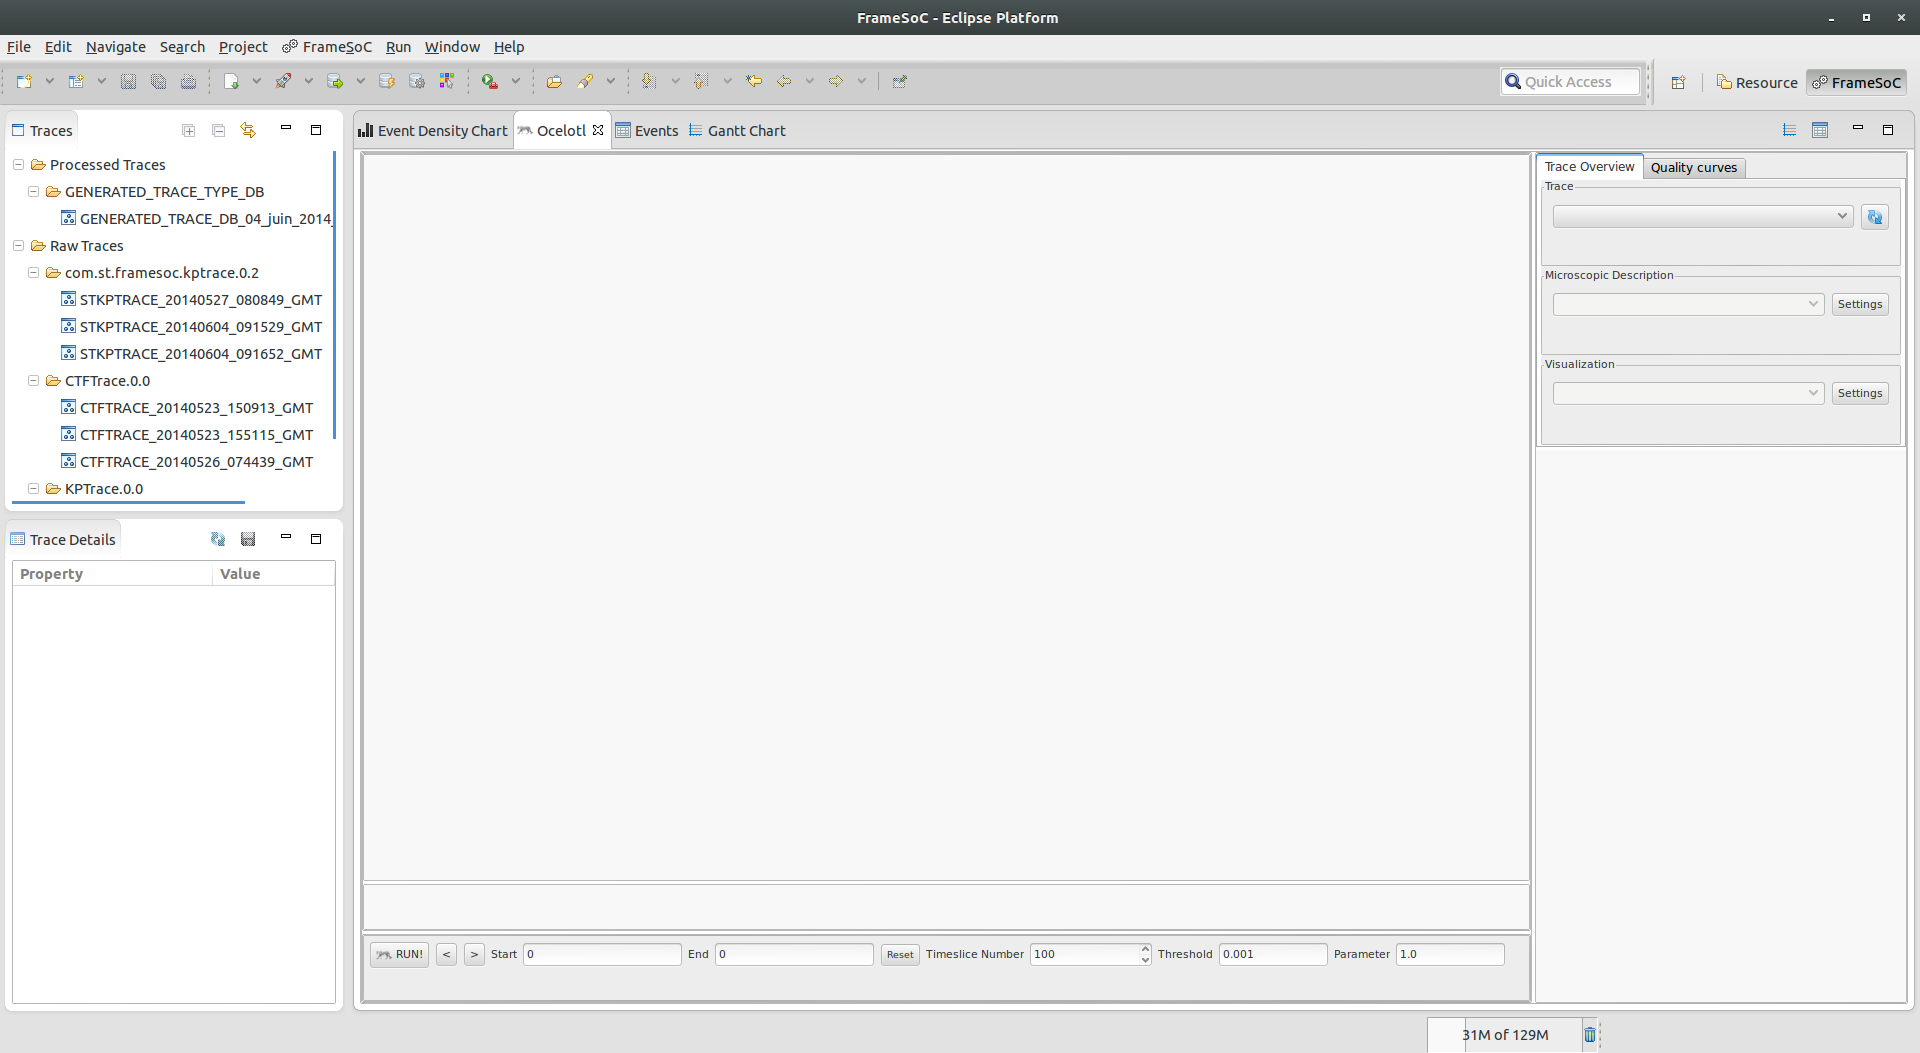 FrameSoC - Eclipse Platform
File Edit Navigate Search Project FrameSoC Run Window Help
Quick Access Resource FrameSoC
Traces
Processed Traces
GENERATED_TRACE_TYPE_DB
GENERATED_TRACE_DB_04_juin_2014_
Raw Traces
com.st.framesoc.kptrace.0.2
STKPTRACE_20140527_080849_GMT
STKPTRACE_20140604_091529_GMT
STKPTRACE_20140604_091652_GMT
CTFTrace.0.0
CTFTRACE_20140523_150913_GMT
CTFTRACE_20140523_155115_GMT
CTFTRACE_20140526_074439_GMT
KPTrace.0.0
Trace Details
Property Value
Event Density Chart Ocelotl Events Gantt Chart
RUN! < > Start 0 End 0 Reset Timeslice Number 100 Threshold 0.001 Parameter 1.0
Trace Overview Quality curves
Trace
Microscopic Description
Settings
Visualization
Settings
31M of 129M